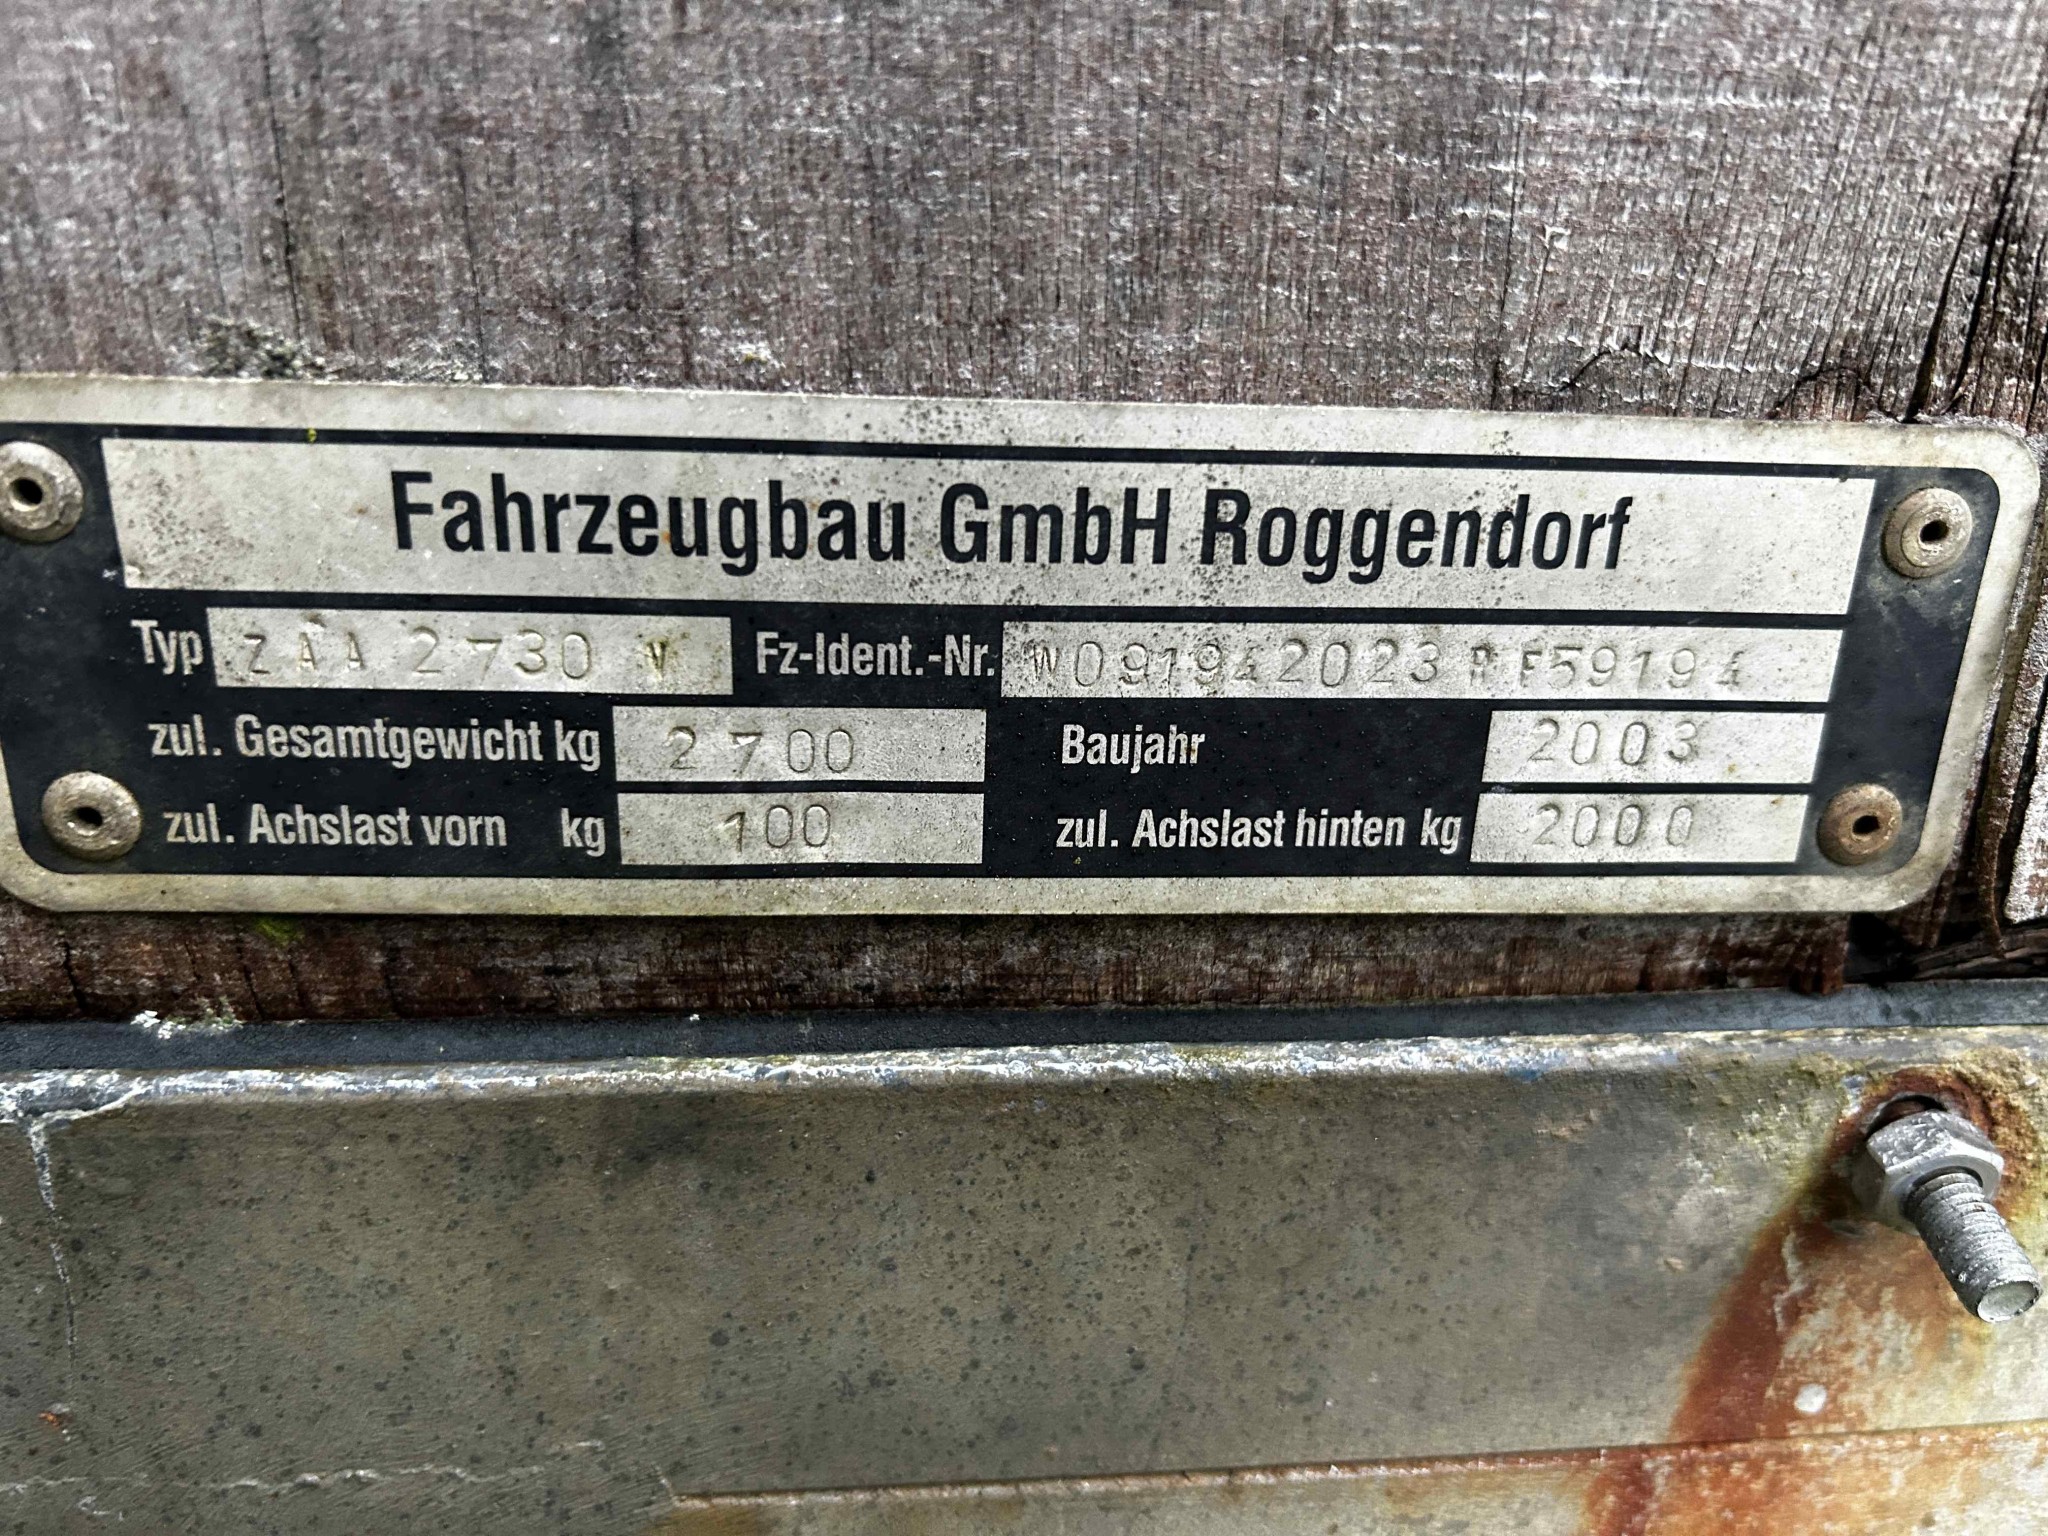 Fahrzeugbau GmbH Roggendorf
Typ ZAA 2730 V Fz-Ident.-Nr. W091942023RF59194
zul. Gesamtgewicht kg 2700 Baujahr 2003
zul. Achslast vorn kg 100 zul. Achslast hinten kg 2000